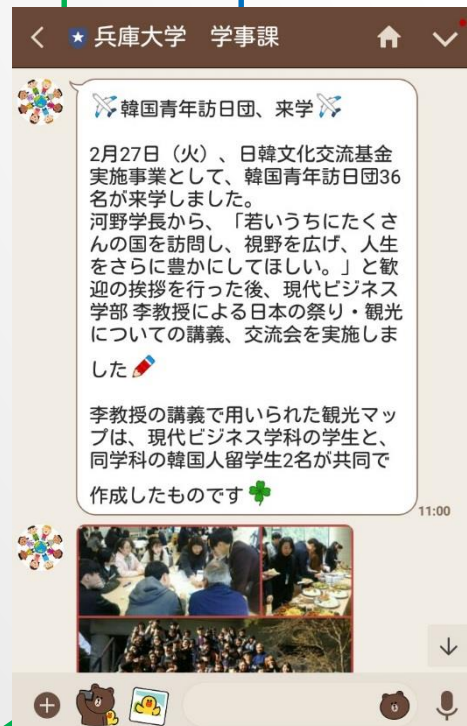 兵庫大学 学事課
韓国青年訪日団、来学
2月27日（火）、日韓文化交流基金
実施事業として、韓国青年訪日団36
名が来学しました。
河野学長から、「若いうちにたくさ
んの国を訪問し、視野を広げ、人生
をさらに豊かにしてほしい。」と歓
迎の挨拶を行った後、現代ビジネス
学部 李教授による日本の祭り・観光
についての講義、交流会を実施しま
した
李教授の講義で用いられた観光マッ
プは、現代ビジネス学科の学生と、
同学科の韓国人留学生2名が共同で
作成したものです
11:00